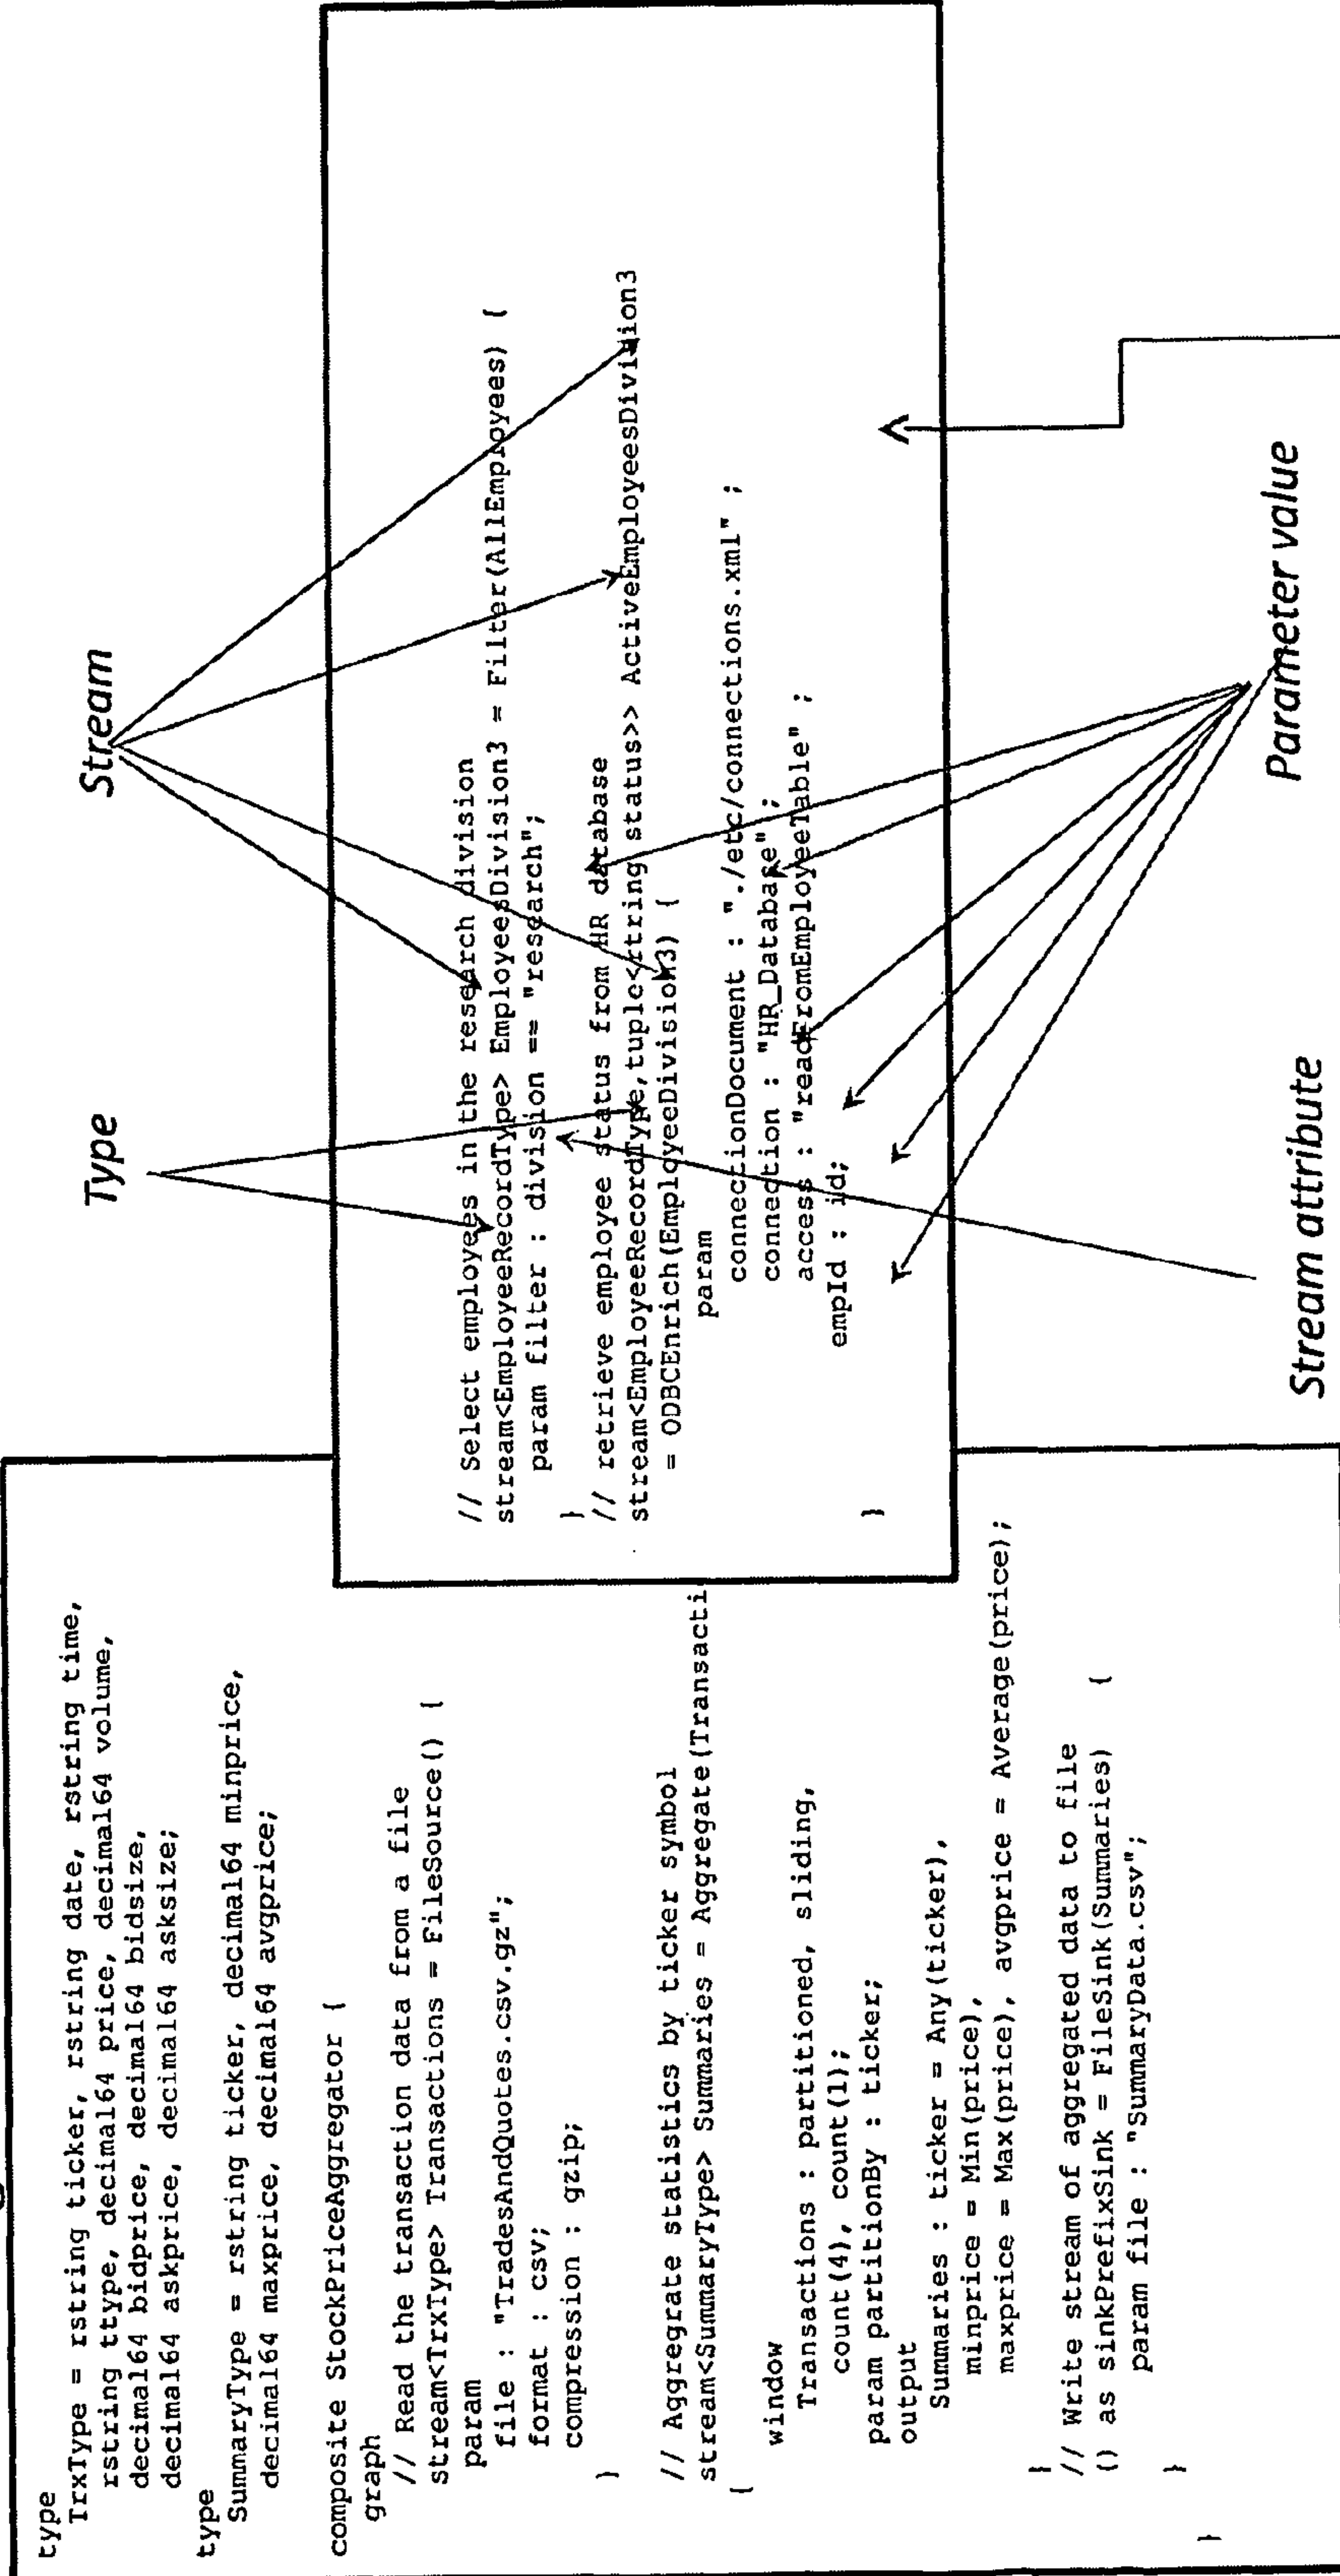 type
TrxType = rstring ticker, rstring date, rstring time,
rstring ttype, decimal64 price, decimal64 volume,
decimal64 bidprice, decimal64 bidsize,
decimal64 askprice, decimal64 asksize;
type
SummaryType = rstring ticker, decimal64 minprice,
decimal64 maxprice, decimal64 avgprice;
composite StockPriceAggregator {
graph
// Read the transaction data from a file
stream<TrxType> Transactions = FileSource() {
param
file : "TradesAndQuotes.csv.gz";
format : csv;
compression : gzip;
}
// Aggregate statistics by ticker symbol
stream<SummaryType> Summaries = Aggregate(Transacti
{
window
Transactions : partitioned, sliding,
count(4), count(1);
param partitionBy : ticker;
output
Summaries : ticker = Any(ticker),
minprice = Min(price),
maxprice = Max(price), avgprice = Average(price);
}
// Write stream of aggregated data to file
() as sinkPrefixSink = FileSink(Summaries) {
param file : "SummaryData.csv";
}
}
Type
Stream
// Select employees in the research division
stream<EmployeeRecordType> EmployeesDivision3 = Filter(AllEmployees) {
param filter : division == "research";
}
// retrieve employee status from HR database
stream<EmployeeRecordType,tuple<rtring status>> ActiveEmployeesDivision3
= ODBCEnrich(EmployeeDivision3) {
param
connectionDocument : "./etc/connections.xml" ;
connection : "HR_Database" ;
access : "readFromEmployeeTable" ;
empId : id;
}
Stream attribute
Parameter value